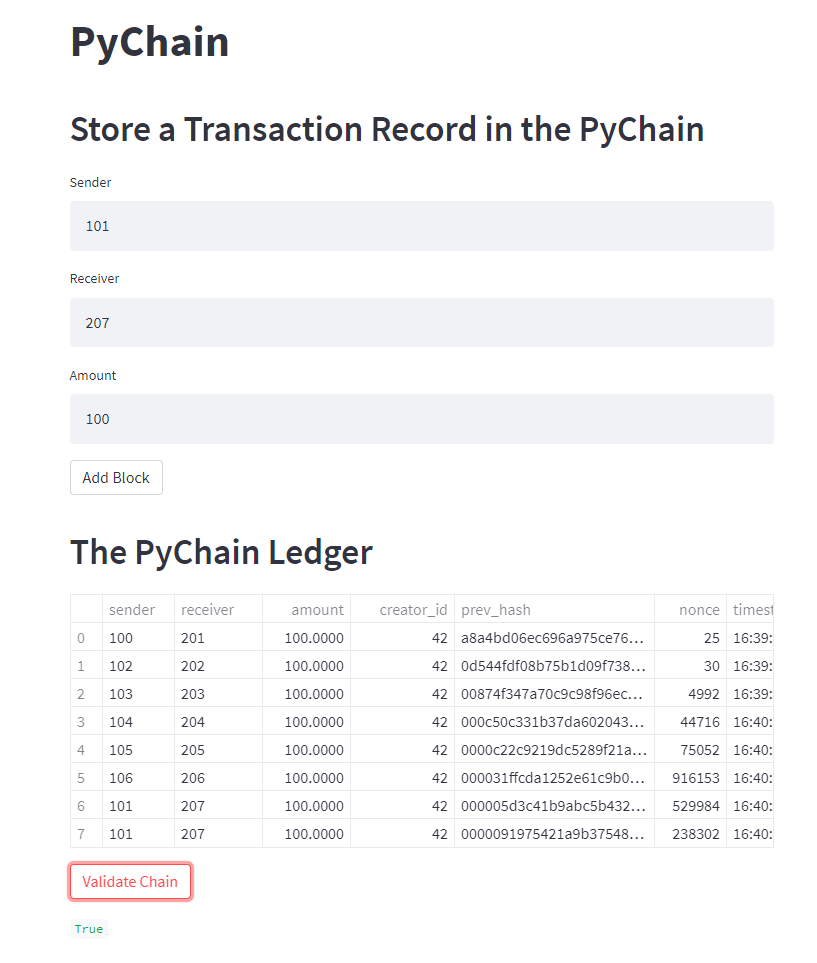 PyChain
Store a Transaction Record in the PyChain
Sender
101
Receiver
207
Amount
100
Add Block
The PyChain Ledger
sender receiver amount creator_id prev_hash nonce timest
0 100 201 100.0000 42 a8a4bd06ec696a975ce76... 25 16:39:
1 102 202 100.0000 42 0d544fdf08b75b1d09f738... 30 16:39:
2 103 203 100.0000 42 00874f347a70c9c98f96ec... 4992 16:39:
3 104 204 100.0000 42 000c50c331b37da602043... 44716 16:40:
4 105 205 100.0000 42 0000c22c9219dc5289f21a... 75052 16:40:
5 106 206 100.0000 42 000031ffcda1252e61c9b0... 916153 16:40:
6 101 207 100.0000 42 000005d3c41b9abc5b432... 529984 16:40:
7 101 207 100.0000 42 0000091975421a9b37548... 238302 16:40:
Validate Chain
True